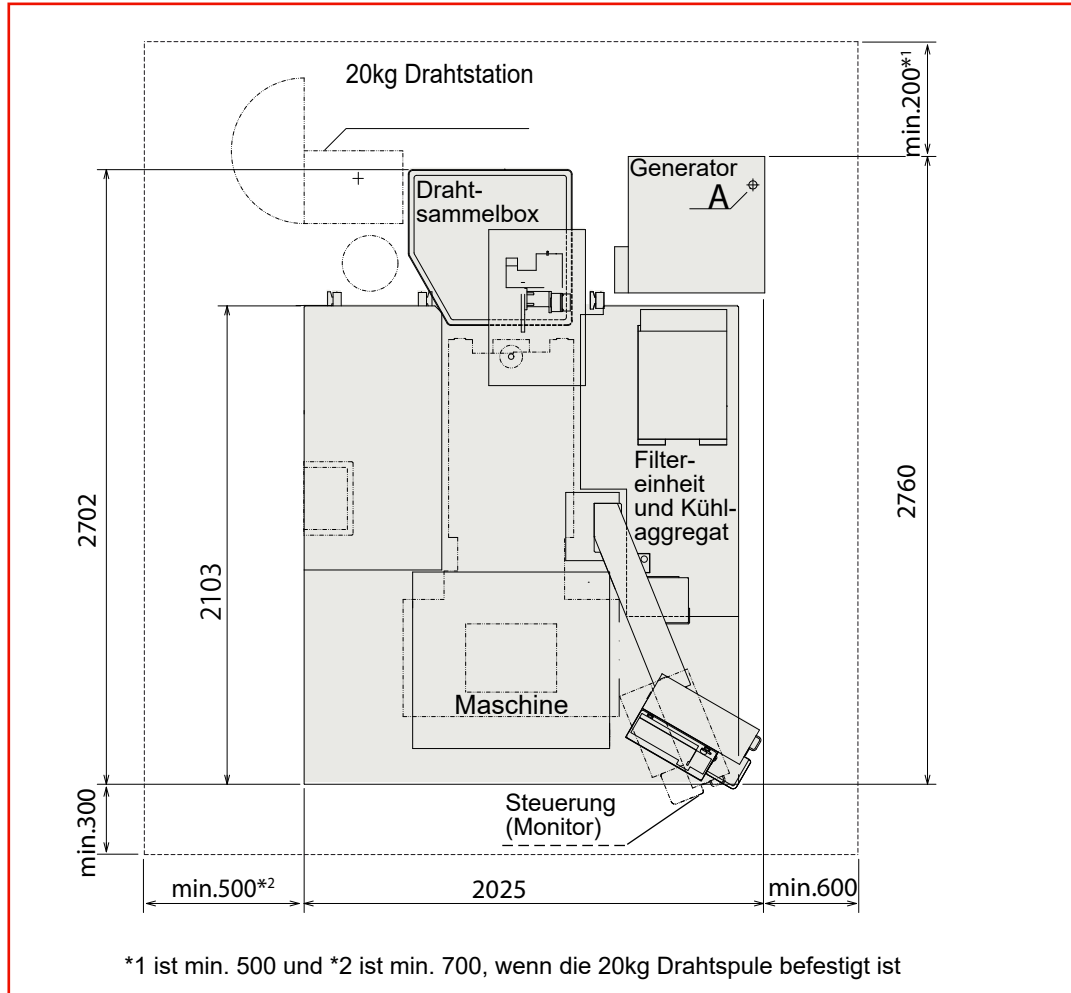 20kg Drahtstation
min.200*1
Generator
A
Draht-
sammelbox
2702
2103
2760
Filter-
einheit
und Kühl-
aggregat
Maschine
Steuerung
(Monitor)
min.300
min.500*2
2025
min.600
*1 ist min. 500 und *2 ist min. 700, wenn die 20kg Drahtspule befestigt ist